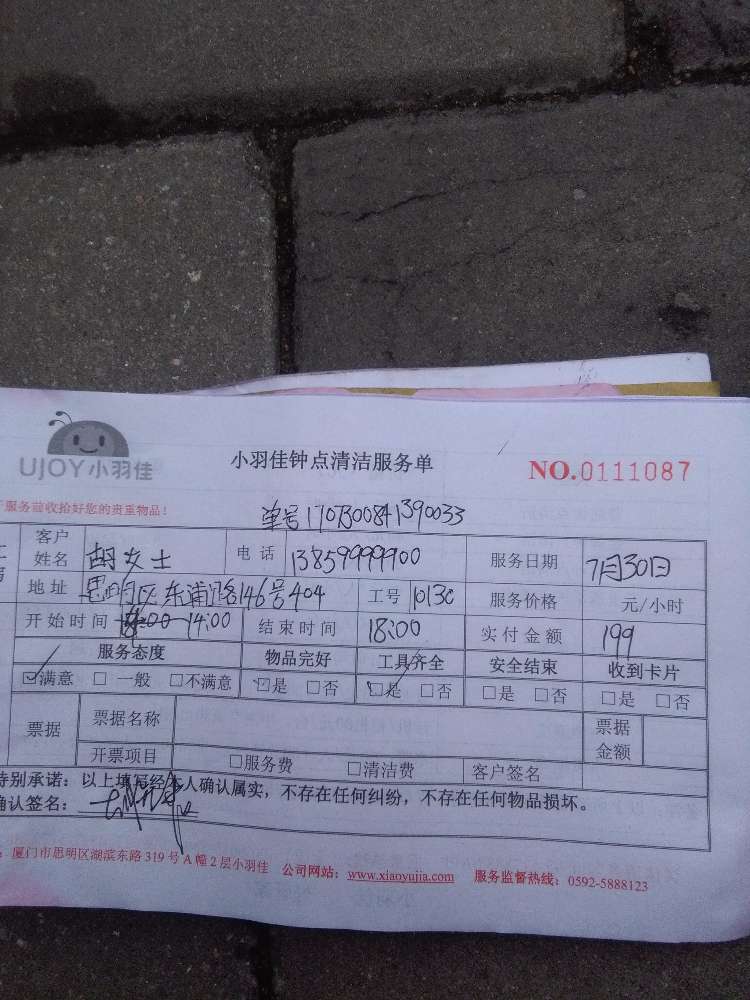 UJOY小羽佳 小羽佳钟点清洁服务单 NO.0111087
服务前收拾好您的贵重物品！
单号1707300841390033
客户姓名 胡女士 电话 13859999900 服务日期 7月30日
地址 思明区东浦路146号404 工号 1013C 服务价格 元/小时
开始时间 14:00 结束时间 18:00 实付金额 199
服务态度 物品完好 工具齐全 安全结束 收到卡片
☑满意 □一般 □不满意 ☑是 □否 ☑是 □否 □是 □否 □是 □否
票据 票据名称 票据金额
开票项目 □服务费 □清洁费 客户签名
特别承诺：以上填写经本人确认属实，不存在任何纠纷，不存在任何物品损坏。
确认签名：
厦门市思明区湖滨东路319号A幢2层小羽佳 公司网站：www.xiaoyujia.com 服务监督热线：0592-5888123